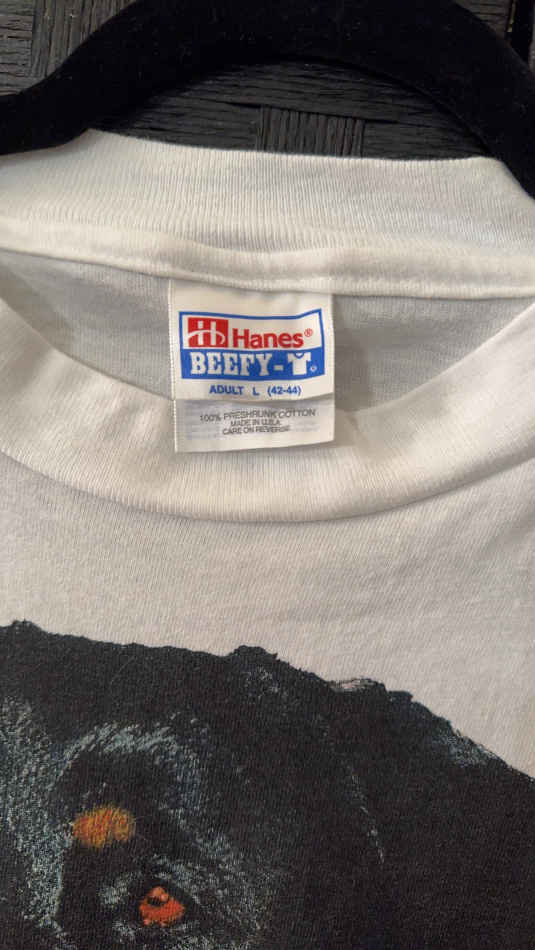 Hanes®
BEEFY-T®
ADULT L (42-44)
100% PRESHRUNK COTTON
MADE IN U.S.A.
CARE ON REVERSE